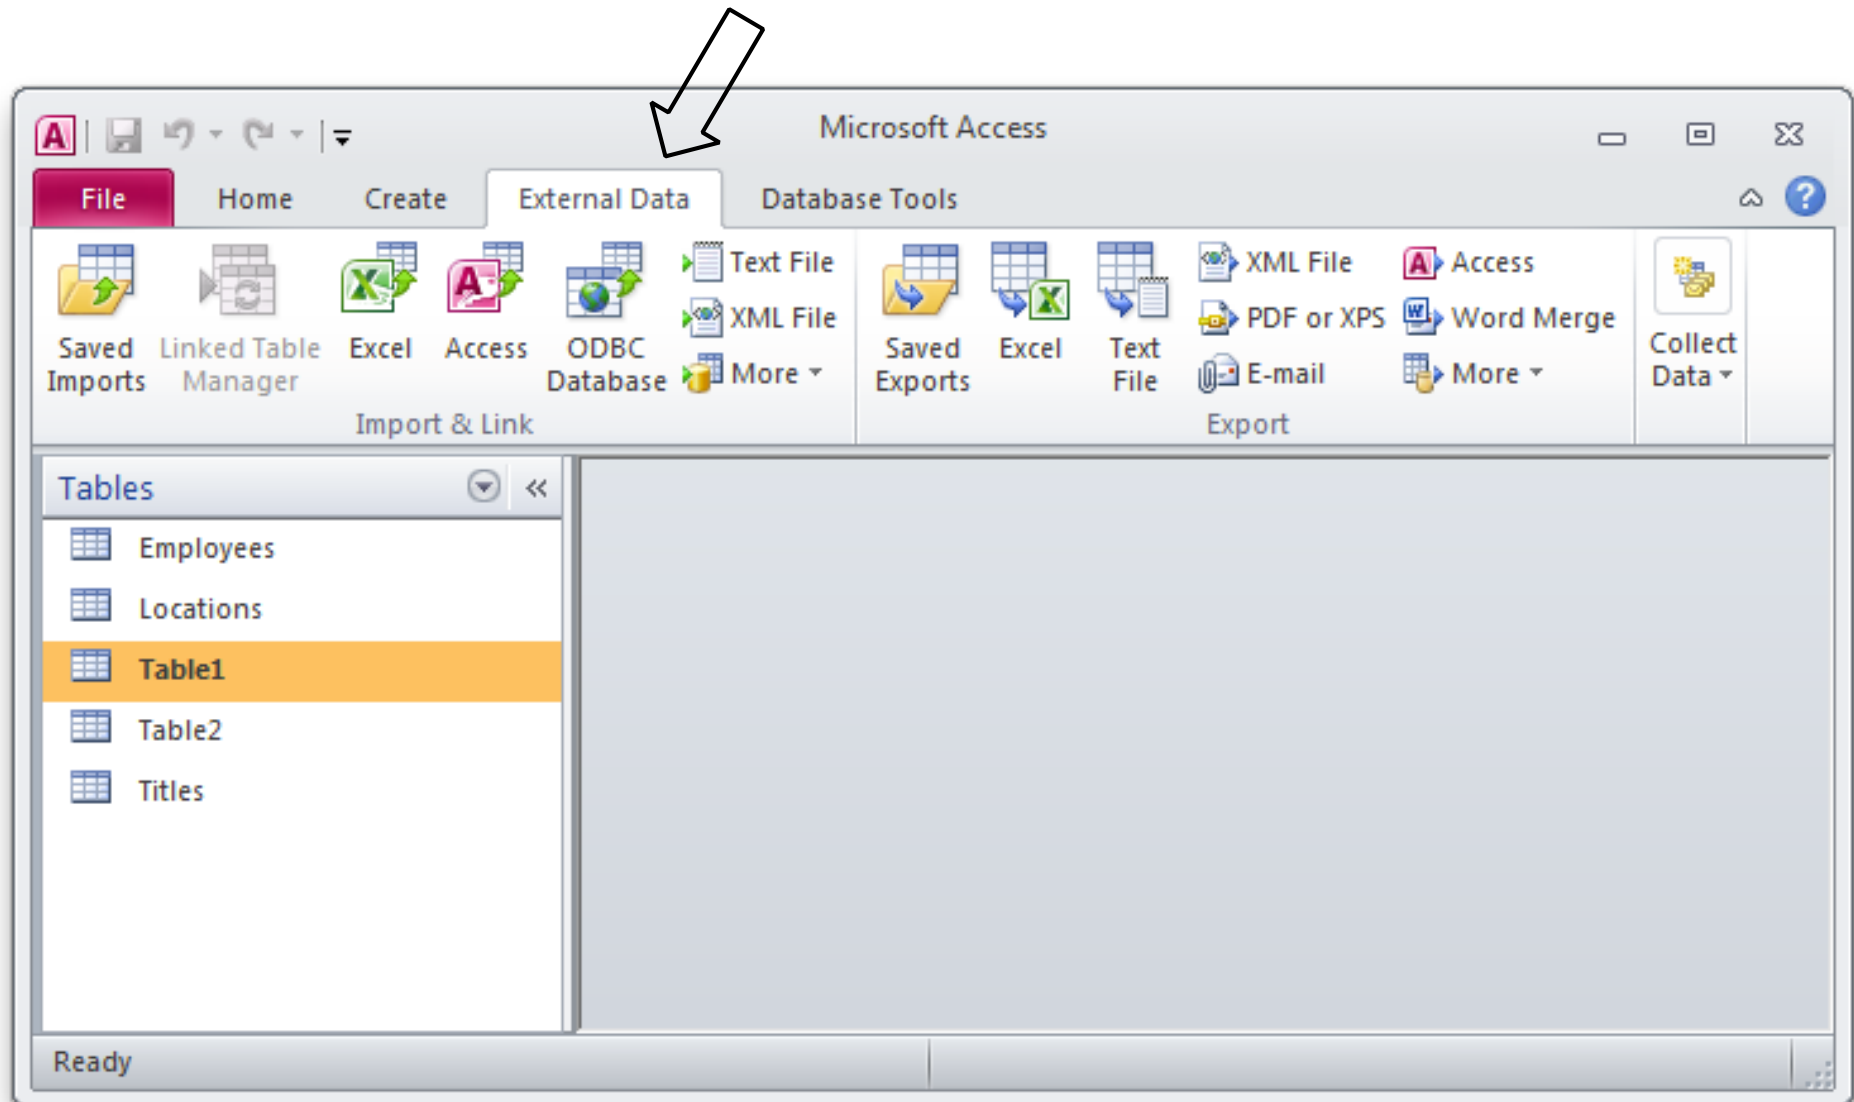 Microsoft Access
File Home Create External Data Database Tools
Saved Imports
Linked Table Manager
Excel
Access
ODBC Database
Text File
XML File
More
Import & Link
Saved Exports
Excel
Text File
XML File
PDF or XPS
E-mail
Access
Word Merge
More
Export
Collect Data
Tables
Employees
Locations
Table1
Table2
Titles
Ready